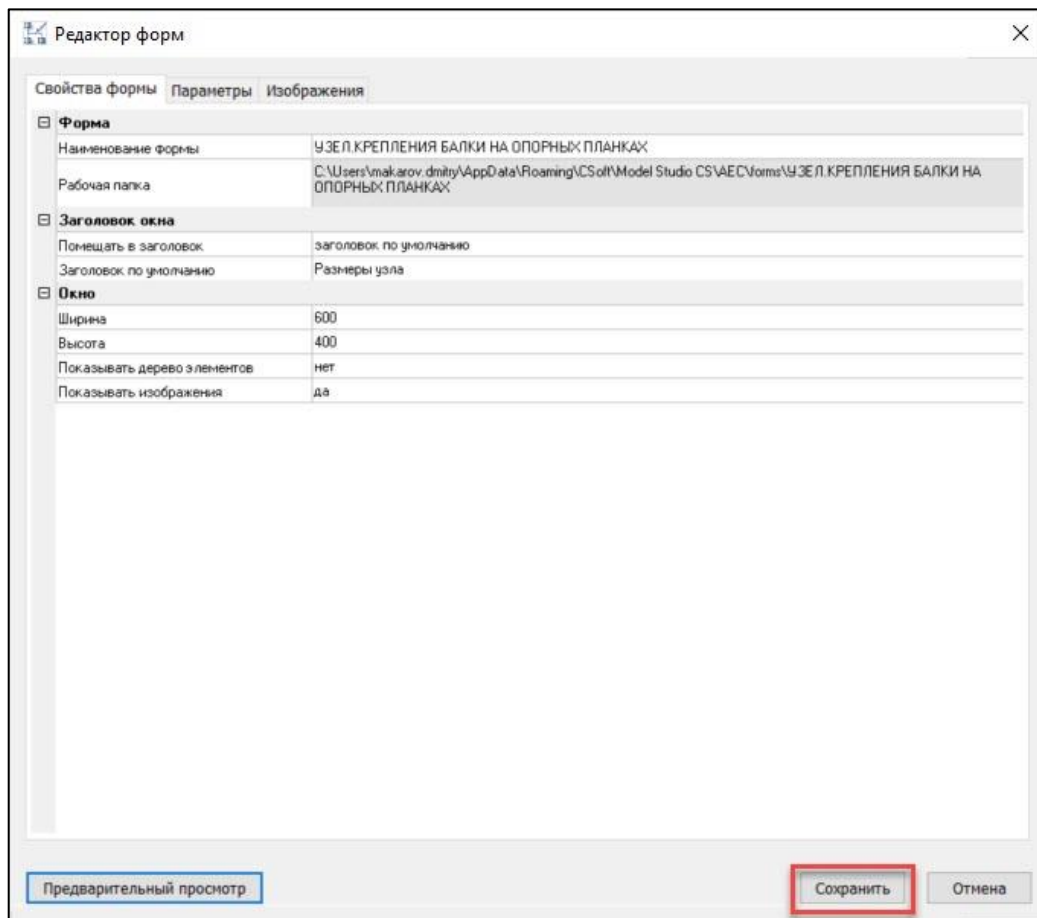 Редактор форм
Свойства формы Параметры Изображения
Форма
Наименование формы УЗЕЛ.КРЕПЛЕНИЯ БАЛКИ НА ОПОРНЫХ ПЛАНКАХ
Рабочая папка C:\Users\makarov.dmitry\AppData\Roaming\CSoft\Model Studio CS\AEC\forms\УЗЕЛ.КРЕПЛЕНИЯ БАЛКИ НА
ОПОРНЫХ ПЛАНКАХ
Заголовок окна
Помещать в заголовок заголовок по умолчанию
Заголовок по умолчанию Размеры узла
Окно
Ширина 600
Высота 400
Показывать дерево элементов нет
Показывать изображения да
Предварительный просмотр Сохранить Отмена